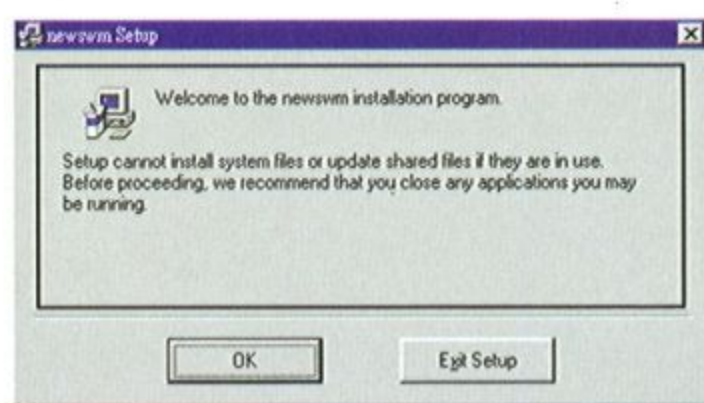 newswm Setup
Welcome to the newswm installation program.
Setup cannot install system files or update shared files if they are in use.
Before proceeding, we recommend that you close any applications you may
be running.
OK
Exit Setup